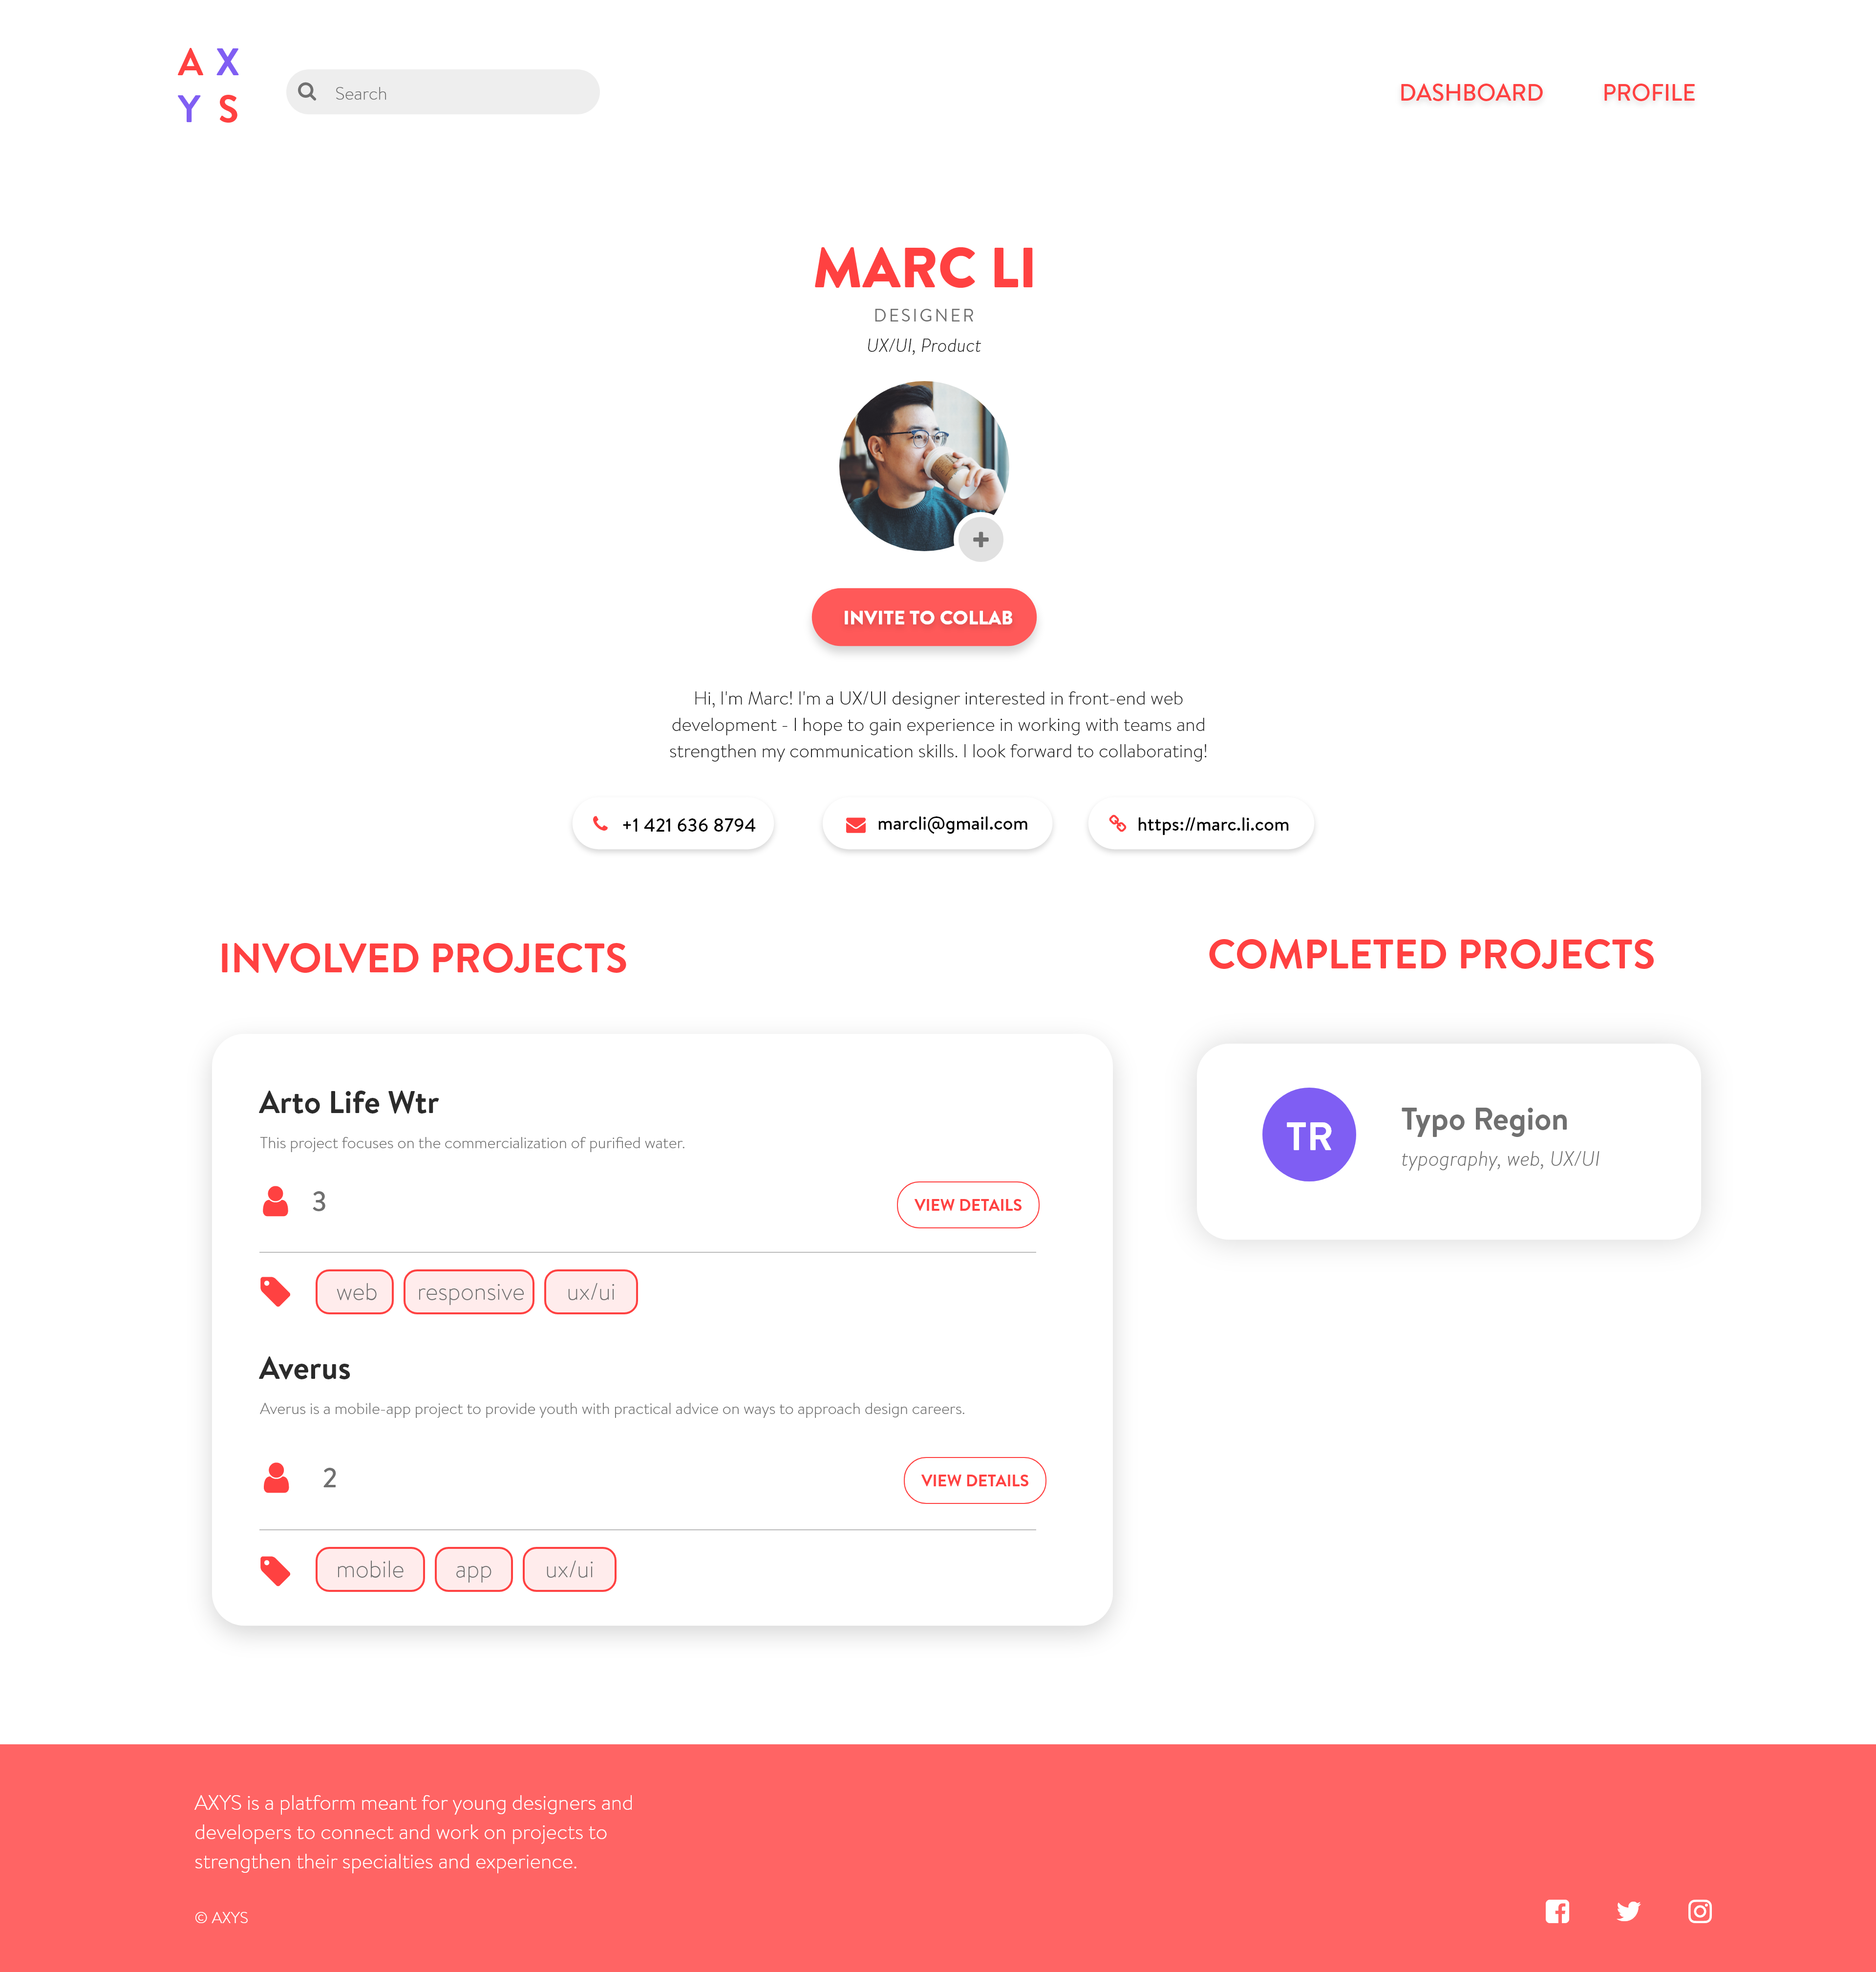 A X
Y S
Search
DASHBOARD
PROFILE
MARC LI
DESIGNER
UX/UI, Product
INVITE TO COLLAB
Hi, I'm Marc! I'm a UX/UI designer interested in front-end web
development - I hope to gain experience in working with teams and
strengthen my communication skills. I look forward to collaborating!
+1 421 636 8794
marcli@gmail.com
https://marc.li.com
INVOLVED PROJECTS
Arto Life Wtr
This project focuses on the commercialization of purified water.
3
VIEW DETAILS
web
responsive
ux/ui
Averus
Averus is a mobile-app project to provide youth with practical advice on ways to approach design careers.
2
VIEW DETAILS
mobile
app
ux/ui
COMPLETED PROJECTS
TR
Typo Region
typography, web, UX/UI
AXYS is a platform meant for young designers and
developers to connect and work on projects to
strengthen their specialties and experience.
© AXYS